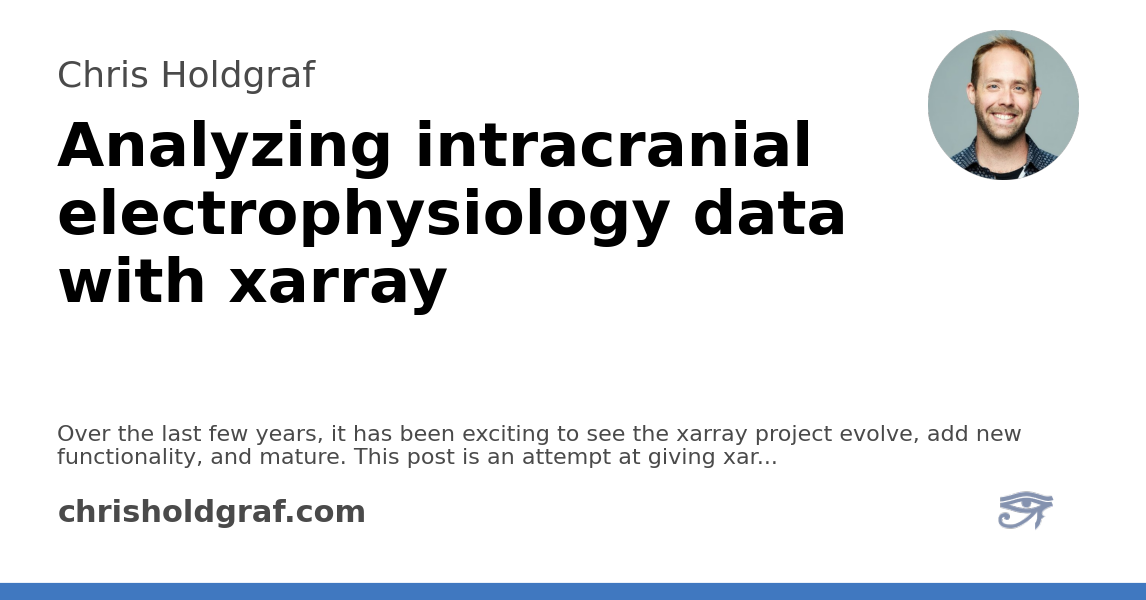 Chris Holdgraf
Analyzing intracranial
electrophysiology data
with xarray
Over the last few years, it has been exciting to see the xarray project evolve, add new
functionality, and mature. This post is an attempt at giving xar...
chrisholdgraf.com